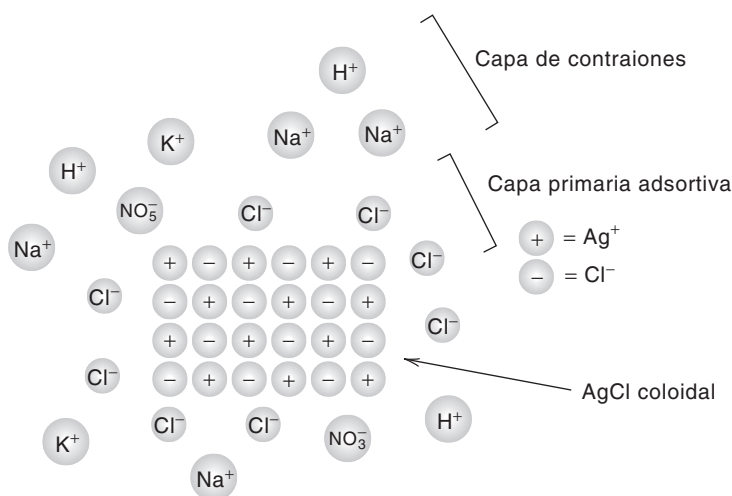 H⁺
Capa de contraiones
K⁺
Na⁺
Na⁺
H⁺
Capa primaria adsortiva
NO₅⁻
Cl⁻
Cl⁻
+ = Ag⁺
Na⁺
Cl⁻
− = Cl⁻
+ − + − + −
Cl⁻
− + − + − +
Cl⁻
+ − + − + −
Cl⁻
− + − + − +
AgCl coloidal
Cl⁻
Cl⁻
H⁺
K⁺
NO₃⁻
Na⁺